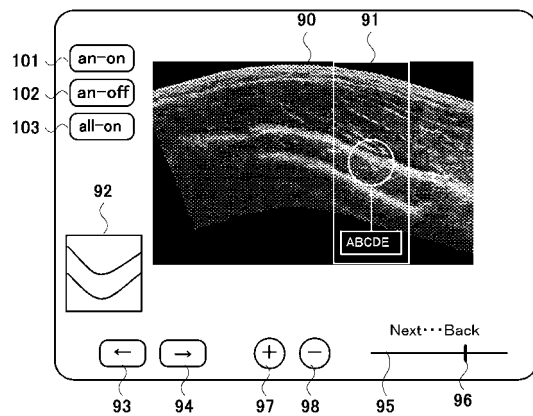 90 91
101 an-on
102 an-off
103 all-on
92
ABCDE
Next···Back
← →
+ −
93 94 97 98 95 96